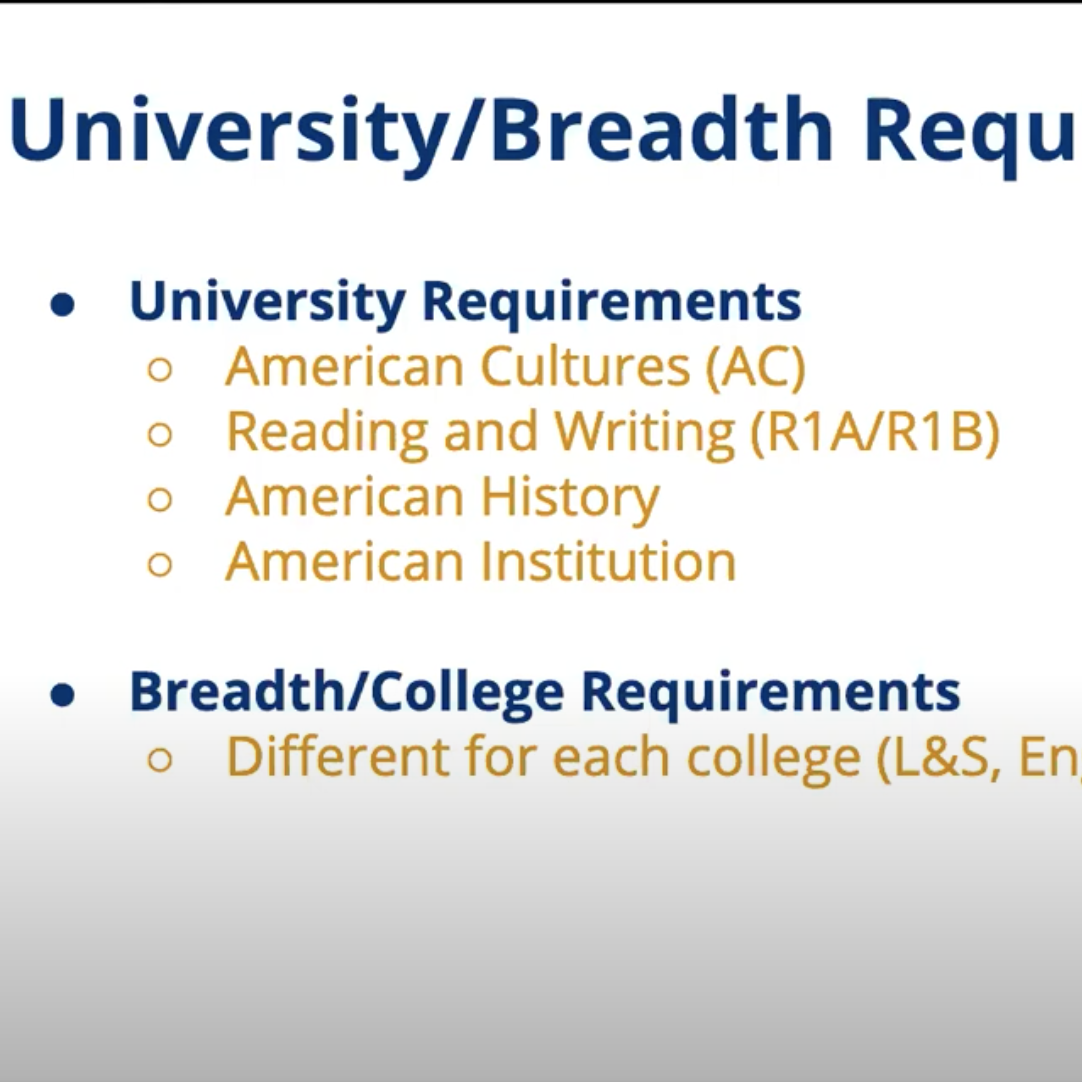 University/Breadth Requ
● University Requirements
○ American Cultures (AC)
○ Reading and Writing (R1A/R1B)
○ American History
○ American Institution
● Breadth/College Requirements
○ Different for each college (L&S, En